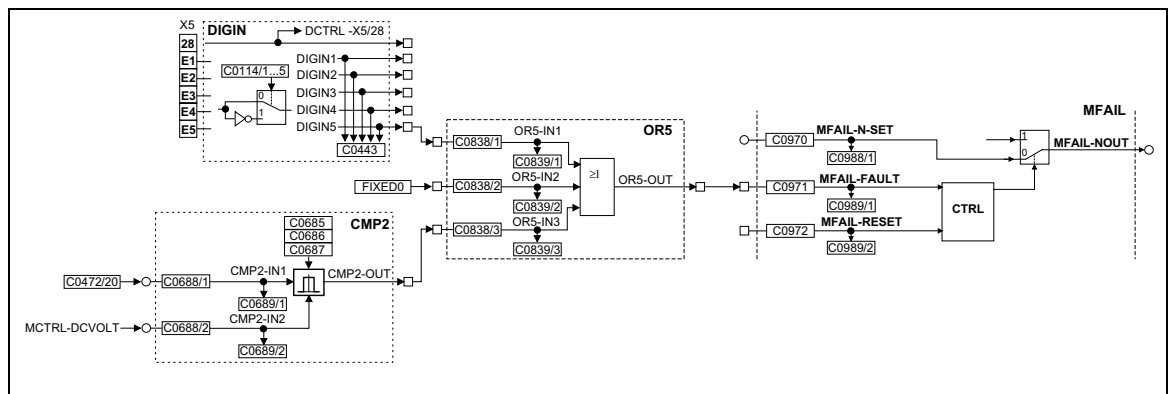 X5
DIGIN
DCTRL -X5/28
28
E1
E2
E3
E4
E5
C0114/1...5
0
1
DIGIN1
DIGIN2
DIGIN3
DIGIN4
DIGIN5
C0443
OR5
C0838/1
OR5-IN1
C0839/1
FIXED0
C0838/2
OR5-IN2
C0839/2
C0838/3
OR5-IN3
C0839/3
≥1
OR5-OUT
CMP2
C0685
C0686
C0687
C0472/20
C0688/1
CMP2-IN1
C0689/1
CMP2-OUT
MCTRL-DCVOLT
C0688/2
CMP2-IN2
C0689/2
MFAIL
C0970
MFAIL-N-SET
C0988/1
1
0
MFAIL-NOUT
C0971
MFAIL-FAULT
C0989/1
C0972
MFAIL-RESET
C0989/2
CTRL